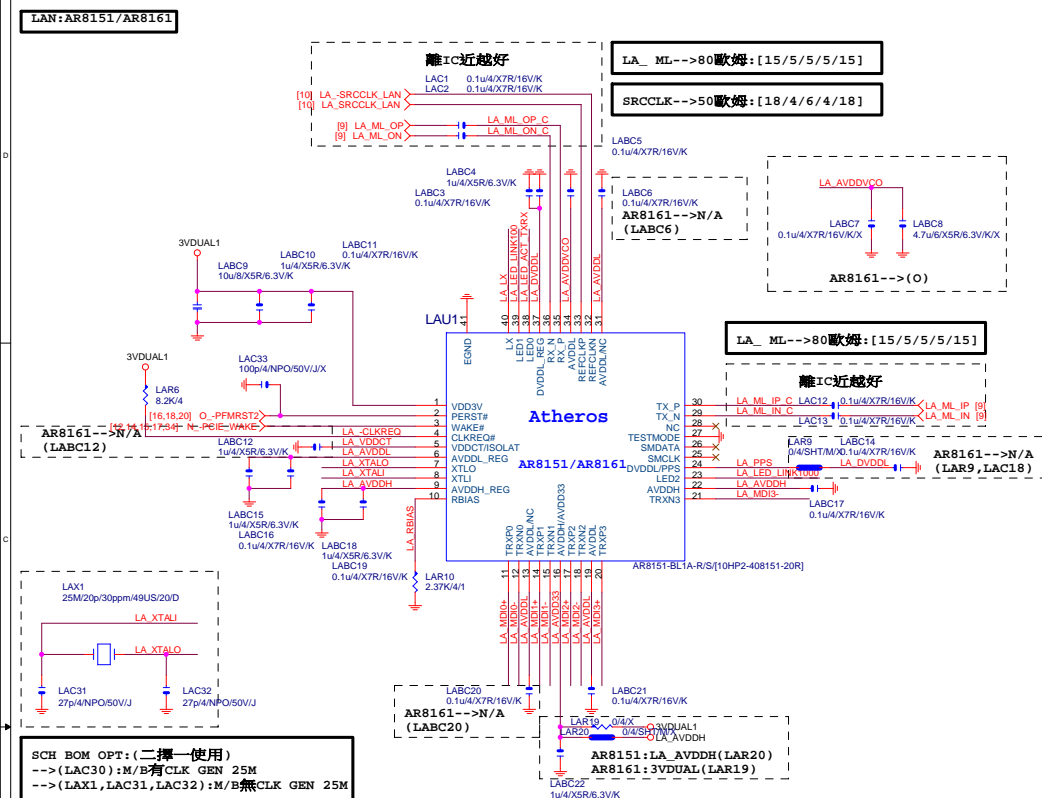 LAN:AR8151/AR8161
離IC近越好
LAC1 0.1u/4/X7R/16V/K
LAC2 0.1u/4/X7R/16V/K
[10] LA_-SRCCLK_LAN
[10] LA_SRCCLK_LAN
[9] LA_ML_OP
[9] LA_ML_ON
LA_ML_OP_C
LA_ML_ON_C
LA_ ML-->80歐姆:[15/5/5/5/15]
SRCCLK-->50歐姆:[18/4/6/4/18]
LABC5
0.1u/4/X7R/16V/K
LABC4
1u/4/X5R/6.3V/K
LABC3
0.1u/4/X7R/16V/K
LABC6
0.1u/4/X7R/16V/K
AR8161-->N/A
(LABC6)
LA_AVDDVCO
LABC7
0.1u/4/X7R/16V/K/X
LABC8
4.7u/6/X5R/6.3V/K/X
AR8161-->(O)
3VDUAL1
LABC9
10u/8/X5R/6.3V/K
LABC10
1u/4/X5R/6.3V/K
LABC11
0.1u/4/X7R/16V/K
LA_LX
LA_LED_LINK100
LA_LED_ACT_TXRX
LA_DVDDL
LA_AVDDVCO
LA_AVDDL
LAU1
41 40 39 38 37 36 35 34 33 32 31
EGND
LX
LED1
LED0
DVDDL_REG
RX_N
RX_P
AVDDL
REFCLKP
REFCLKN
AVDDL/NC
LA_ ML-->80歐姆:[15/5/5/5/15]
離IC近越好
3VDUAL1
LAR6
8.2K/4
LAC33
100p/4/NPO/50V/J/X
[16,18,20] O_-PFMRST2
N_-PCIE_WAKE
AR8161-->N/A
(LABC12)
LABC12
1u/4/X5R/6.3V/K
LA_-CLKREQ
LA_VDDCT
LA_AVDDL
LA_XTALO
LA_XTALI
LA_AVDDH
1 VDD3V
2 PERST#
3 WAKE#
4 CLKREQ#
5 VDDCT/ISOLAT
6 AVDDL_REG
7 XTLO
8 XTLI
9 AVDDH_REG
10 RBIAS
Atheros
AR8151/AR8161
TX_P 30
TX_N 29
NC 28
TESTMODE 27
SMDATA 26
SMCLK 25
DVDDL/PPS 24
LED2 23
AVDDH 22
TRXN3 21
LA_ML_IP_C LAC12 0.1u/4/X7R/16V/K LA_ML_IP [9]
LA_ML_IN_C LAC13 0.1u/4/X7R/16V/K LA_ML_IN [9]
LAR9
0/4/SHT/M/X
LABC14
0.1u/4/X7R/16V/K
LA_PPS
LA_DVDDL
LA_LED_LINK1000
LA_AVDDH
LA_MDI3-
AR8161-->N/A
(LAR9,LAC18)
LABC17
0.1u/4/X7R/16V/K
LABC15
1u/4/X5R/6.3V/K
LABC16
0.1u/4/X7R/16V/K
LABC18
1u/4/X5R/6.3V/K
LABC19
0.1u/4/X7R/16V/K
LA_RBIAS
LAR10
2.37K/4/1
TRXP0
TRXN0
AVDDL/NC
TRXP1
TRXN1
AVDDH/AVDD33
TRXP2
TRXN2
AVDDL
TRXP3
11 12 13 14 15 16 17 18 19 20
AR8151-BL1A-R/S/[10HP2-408151-20R]
LA_MDI0+
LA_MDI0-
LA_AVDDL
LA_MDI1+
LA_MDI1-
LA_AVDD33
LA_MDI2+
LA_MDI2-
LA_AVDDL
LA_MDI3+
LAX1
25M/20p/30ppm/49US/20/D
LA_XTALI
LA_XTALO
LAC31
27p/4/NPO/50V/J
LAC32
27p/4/NPO/50V/J
LABC20
0.1u/4/X7R/16V/K
AR8161-->N/A
(LABC20)
LABC21
0.1u/4/X7R/16V/K
LAR19 0/4/X 3VDUAL1
LAR20 0/4/SHT/M/X LA_AVDDH
AR8151:LA_AVDDH(LAR20)
AR8161:3VDUAL(LAR19)
LABC22
1u/4/X5R/6.3V/K
SCH BOM OPT:(二擇一使用)
-->(LAC30):M/B有CLK GEN 25M
-->(LAX1,LAC31,LAC32):M/B無CLK GEN 25M
D
C